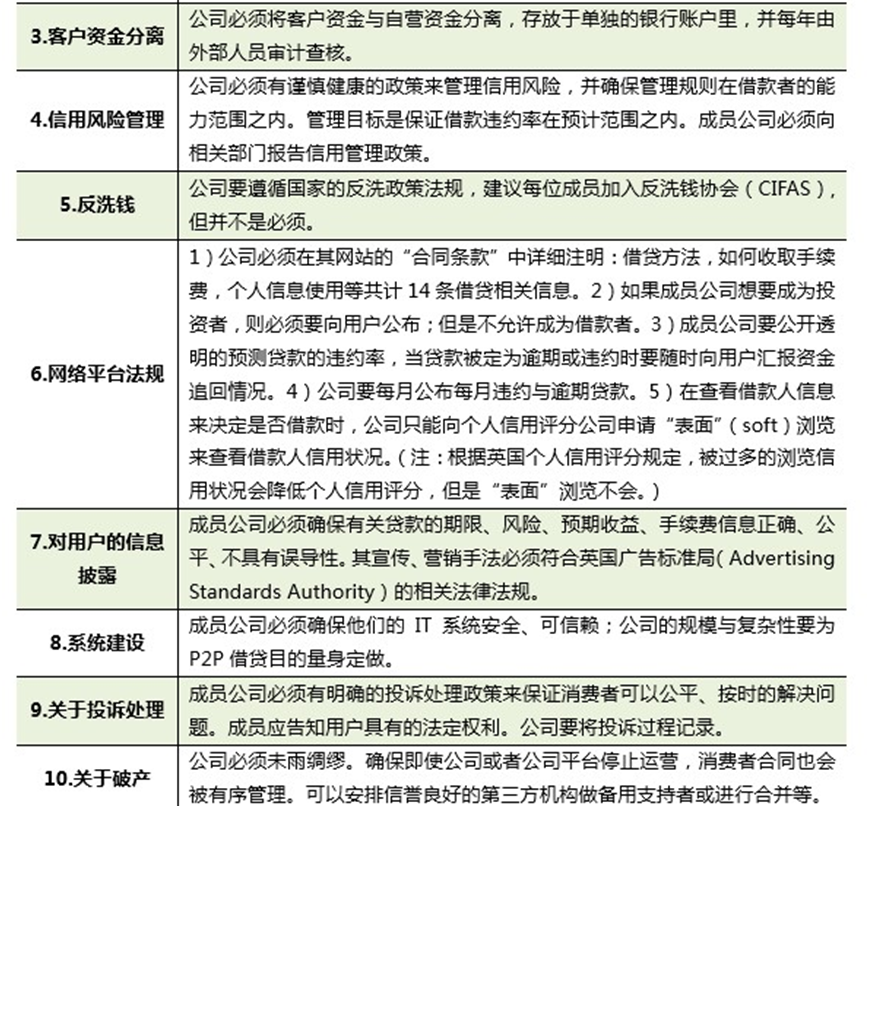 3.客户资金分离
公司必须将客户资金与自营资金分离，存放于单独的银行账户里，并每年由
外部人员审计查核。
4.信用风险管理
公司必须有谨慎健康的政策来管理信用风险，并确保管理规则在借款者的能
力范围之内。管理目标是保证借款违约率在预计范围之内。成员公司必须向
相关部门报告信用管理政策。
5.反洗钱
公司要遵循国家的反洗政策法规，建议每位成员加入反洗钱协会（CIFAS），
但并不是必须。
6.网络平台法规
1）公司必须在其网站的“合同条款”中详细注明：借贷方法，如何收取手续
费，个人信息使用等共计 14 条借贷相关信息。2）如果成员公司想要成为投
资者，则必须要向用户公布；但是不允许成为借款者。3）成员公司要公开透
明的预测贷款的违约率，当贷款被定为逾期或违约时要随时向用户汇报资金
追回情况。4）公司要每月公布每月违约与逾期贷款。5）在查看借款人信息
来决定是否借款时，公司只能向个人信用评分公司申请“表面”（soft）浏览
来查看借款人信用状况。（注：根据英国个人信用评分规定，被过多的浏览信
用状况会降低个人信用评分，但是“表面”浏览不会。）
7.对用户的信息
披露
成员公司必须确保有关贷款的期限、风险、预期收益、手续费信息正确、公
平、不具有误导性。其宣传、营销手法必须符合英国广告标准局（Advertising
Standards Authority）的相关法律法规。
8.系统建设
成员公司必须确保他们的 IT 系统安全、可信赖；公司的规模与复杂性要为
P2P 借贷目的量身定做。
9.关于投诉处理
成员公司必须有明确的投诉处理政策来保证消费者可以公平、按时的解决问
题。成员应告知用户具有的法定权利。公司要将投诉过程记录。
10.关于破产
公司必须未雨绸缪。确保即使公司或者公司平台停止运营，消费者合同也会
被有序管理。可以安排信誉良好的第三方机构做备用支持者或进行合并等。